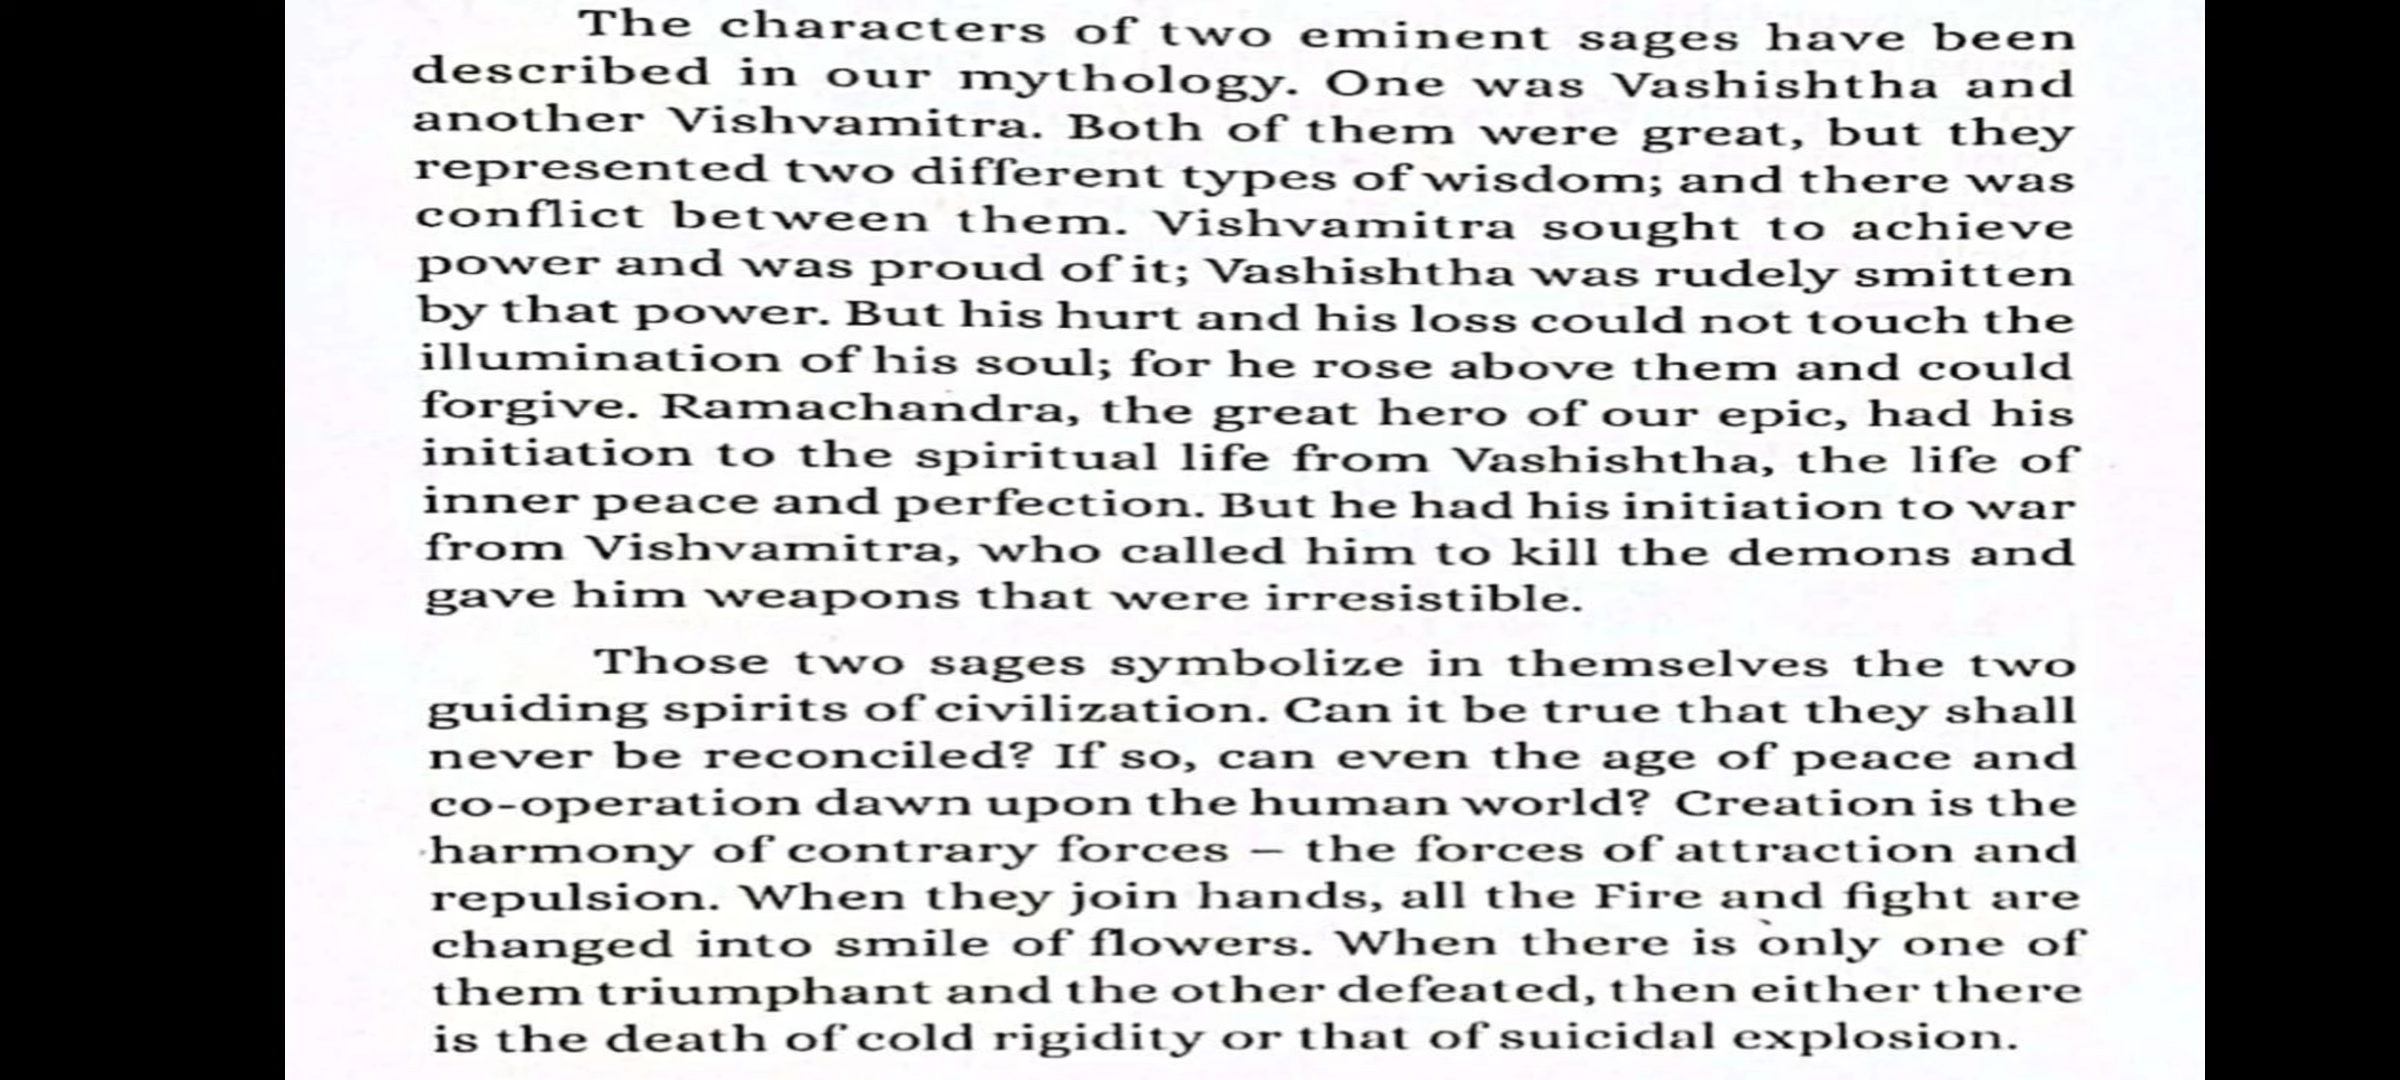 The characters of two eminent sages have been
described in our mythology. One was Vashishtha and
another Vishvamitra. Both of them were great, but they
represented two different types of wisdom; and there was
conflict between them. Vishvamitra sought to achieve
power and was proud of it; Vashishtha was rudely smitten
by that power. But his hurt and his loss could not touch the
illumination of his soul; for he rose above them and could
forgive. Ramachandra, the great hero of our epic, had his
initiation to the spiritual life from Vashishtha, the life of
inner peace and perfection. But he had his initiation to war
from Vishvamitra, who called him to kill the demons and
gave him weapons that were irresistible.
Those two sages symbolize in themselves the two
guiding spirits of civilization. Can it be true that they shall
never be reconciled? If so, can even the age of peace and
co-operation dawn upon the human world? Creation is the
harmony of contrary forces – the forces of attraction and
repulsion. When they join hands, all the Fire and fight are
changed into smile of flowers. When there is only one of
them triumphant and the other defeated, then either there
is the death of cold rigidity or that of suicidal explosion.